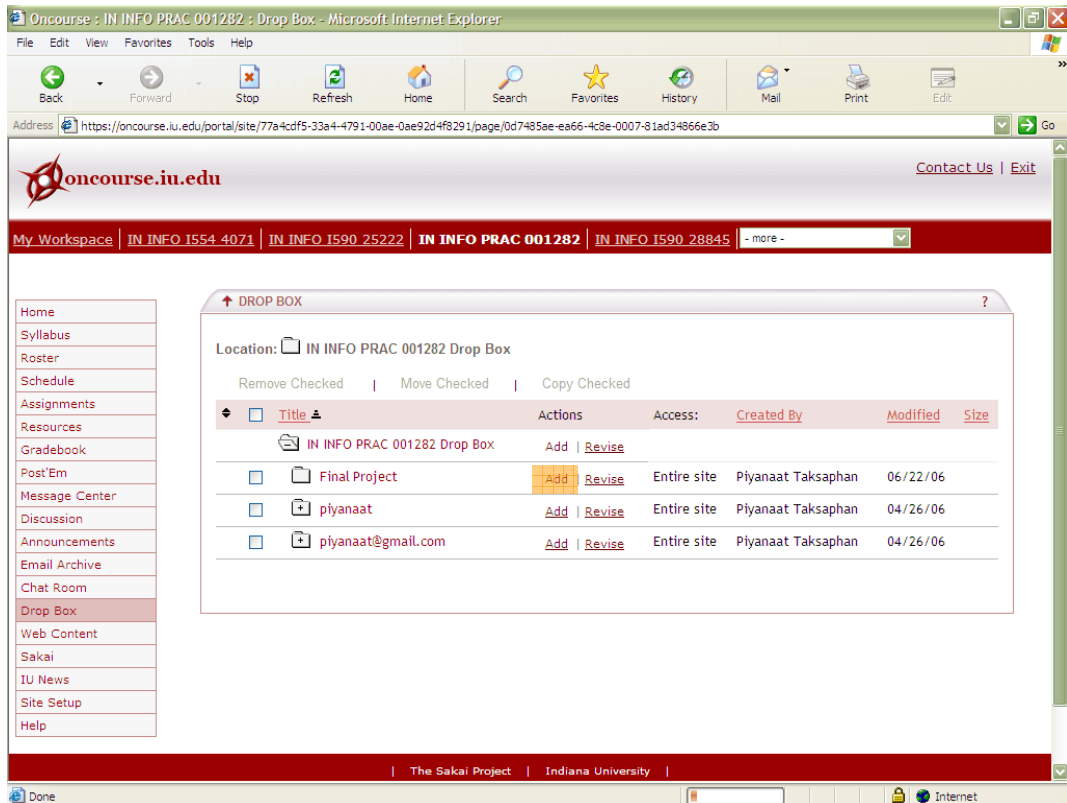 Oncourse : IN INFO PRAC 001282 : Drop Box - Microsoft Internet Explorer
File Edit View Favorites Tools Help
Back Forward Stop Refresh Home Search Favorites History Mail Print Edit
Address https://oncourse.iu.edu/portal/site/77a4cdf5-33a4-4791-00ae-0ae92d4f8291/page/0d7485ae-ea66-4c8e-0007-81ad34866e3b Go
oncourse.iu.edu
Contact Us | Exit
My Workspace | IN INFO I554 4071 | IN INFO I590 25222 | IN INFO PRAC 001282 | IN INFO I590 28845 | - more -
Home
Syllabus
Roster
Schedule
Assignments
Resources
Gradebook
Post'Em
Message Center
Discussion
Announcements
Email Archive
Chat Room
Drop Box
Web Content
Sakai
IU News
Site Setup
Help
DROP BOX ?
Location: IN INFO PRAC 001282 Drop Box
Remove Checked | Move Checked | Copy Checked
Title Actions Access: Created By Modified Size
IN INFO PRAC 001282 Drop Box Add | Revise
Final Project Add | Revise Entire site Piyanaat Taksaphan 06/22/06
piyanaat Add | Revise Entire site Piyanaat Taksaphan 04/26/06
piyanaat@gmail.com Add | Revise Entire site Piyanaat Taksaphan 04/26/06
| The Sakai Project | Indiana University |
Done Internet